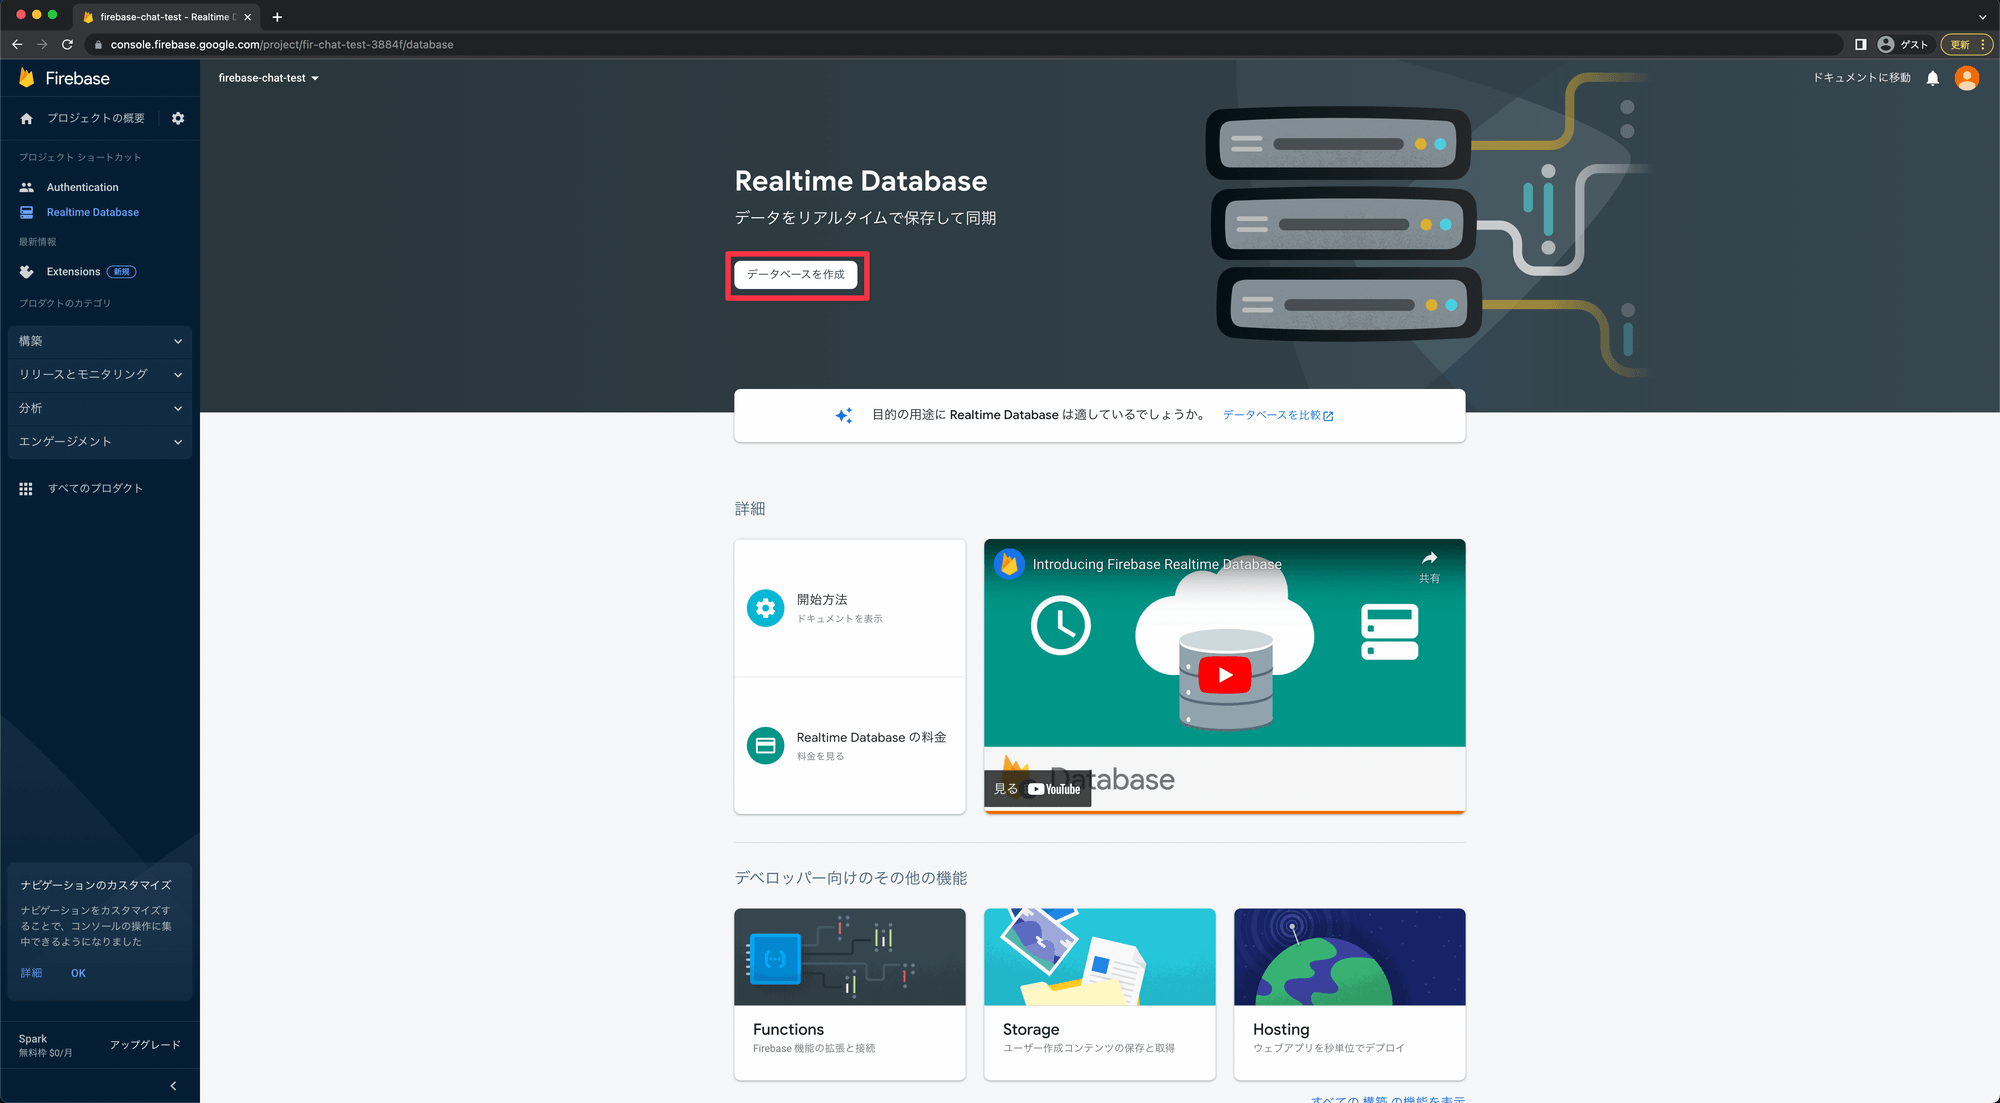 firebase-chat-test - Realtime D
console.firebase.google.com/project/fir-chat-test-3884f/database
ゲスト
更新
Firebase
firebase-chat-test
ドキュメントに移動
プロジェクトの概要
プロジェクト ショートカット
Authentication
Realtime Database
最新情報
Extensions 新規
プロダクトのカテゴリ
構築
リリースとモニタリング
分析
エンゲージメント
すべてのプロダクト
ナビゲーションのカスタマイズ
ナビゲーションをカスタマイズす
ることで、コンソールの操作に集
中できるようになりました
詳細
OK
Spark
無料枠 $0/月
アップグレード
Realtime Database
データをリアルタイムで保存して同期
データベースを作成
目的の用途に Realtime Database は適しているでしょうか。 データベースを比較
詳細
開始方法
ドキュメントを表示
Realtime Database の料金
料金を見る
Introducing Firebase Realtime Database
共有
見る YouTube
Database
デベロッパー向けのその他の機能
Functions
Firebase 機能の拡張と接続
Storage
ユーザー作成コンテンツの保存と取得
Hosting
ウェブアプリを秒単位でデプロイ
すべての 構築 の機能を表示